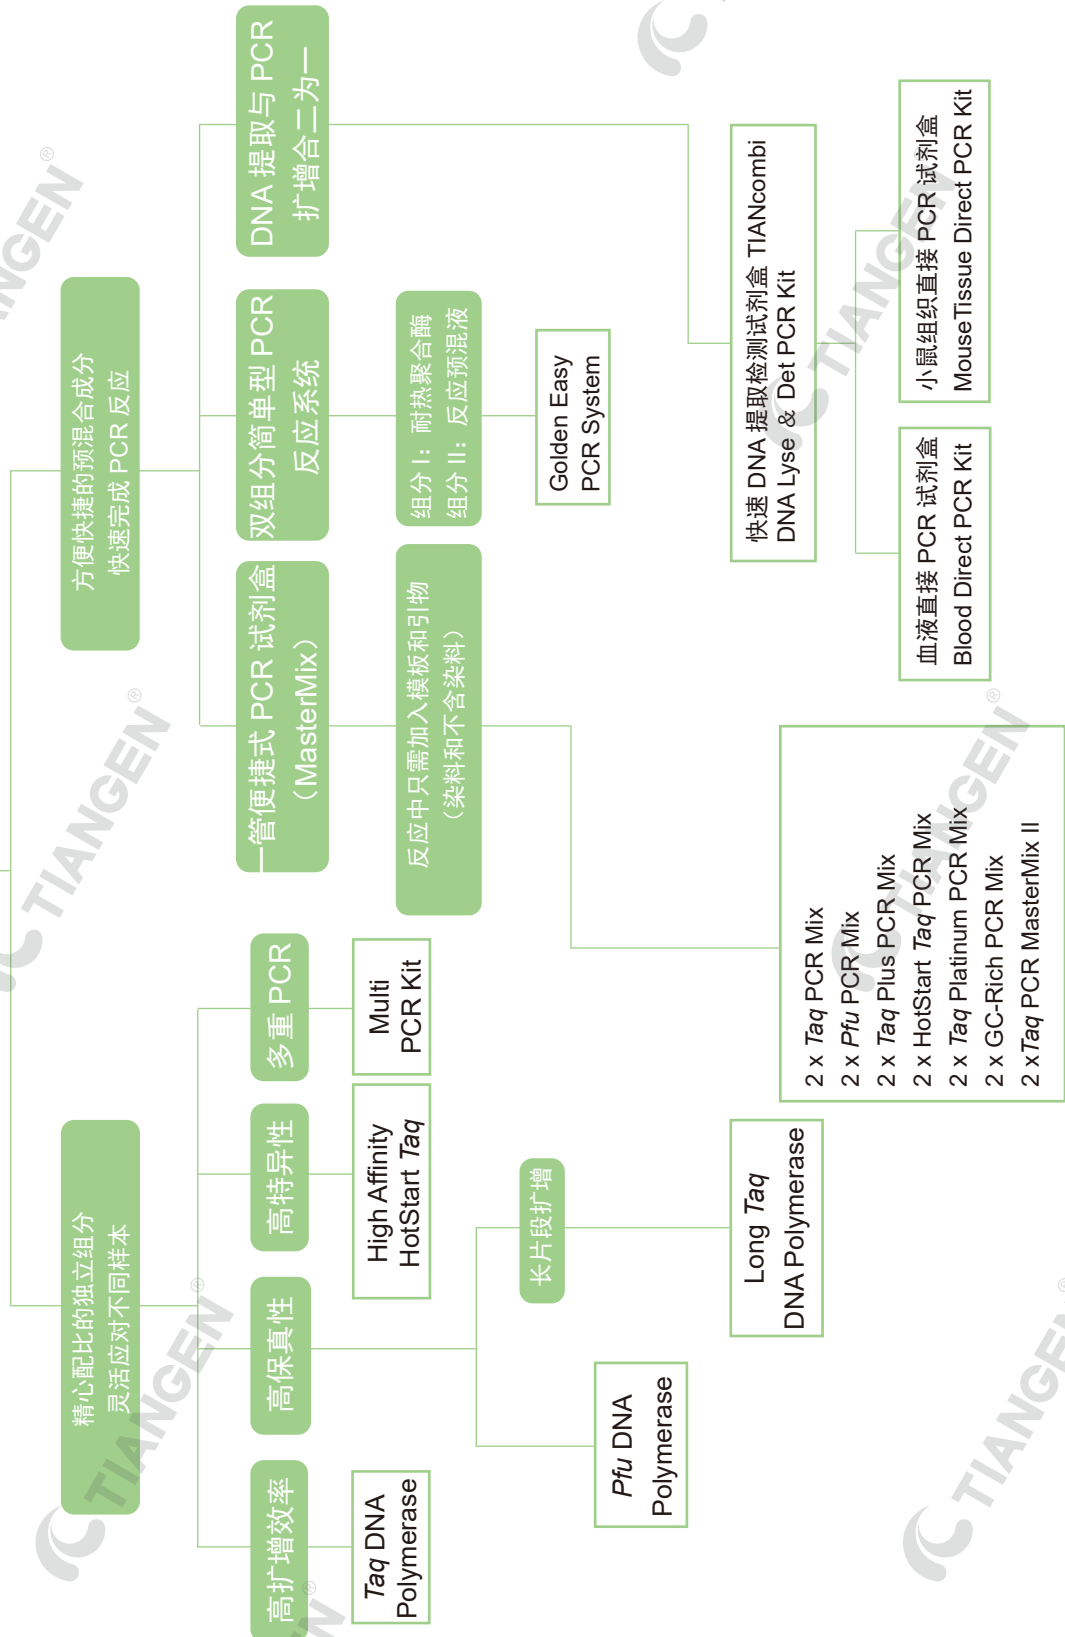 精心配比的独立组分
灵活应对不同样本
方便快捷的预混合成分
快速完成 PCR 反应
高扩增效率
高保真性
高特异性
多重 PCR
一管便捷式 PCR 试剂盒
（MasterMix）
双组分简单型 PCR
反应系统
DNA 提取与 PCR
扩增合二为一
Taq DNA
Polymerase
High Affinity
HotStart Taq
Multi
PCR Kit
反应中只需加入模板和引物
（染料和不含染料）
组分 I：耐热聚合酶
组分 II：反应预混液
长片段扩增
Golden Easy
PCR System
Pfu DNA
Polymerase
Long Taq
DNA Polymerase
快速 DNA 提取检测试剂盒 TIANcombi
DNA Lyse & Det PCR Kit
2 x Taq PCR Mix
2 x Pfu PCR Mix
2 x Taq Plus PCR Mix
2 x HotStart Taq PCR Mix
2 x Taq Platinum PCR Mix
2 x GC-Rich PCR Mix
2 xTaq PCR MasterMix II
血液直接 PCR 试剂盒
Blood Direct PCR Kit
小鼠组织直接 PCR 试剂盒
MouseTissue Direct PCR Kit
TIANGEN®
TIANGEN®
TIANGEN®
TIANGEN®
TIANGEN®
TIANGEN®